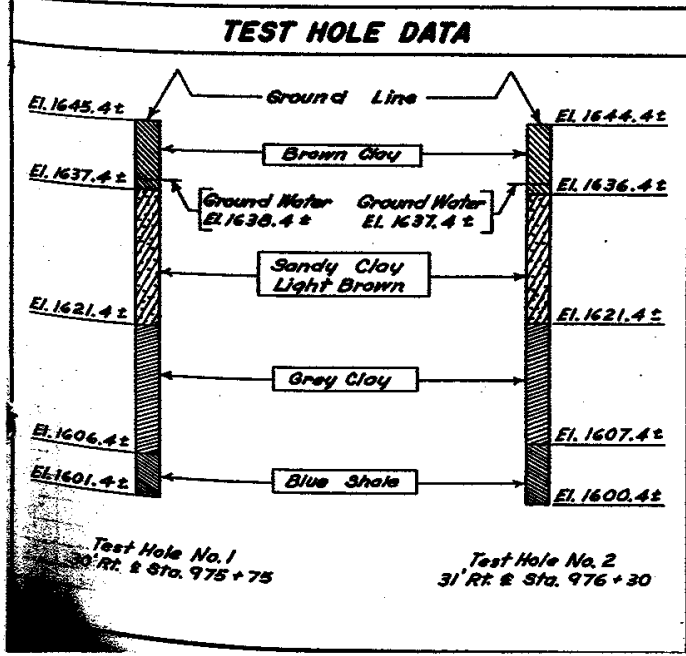 TEST HOLE DATA
Ground Line
El. 1645.4±
El. 1644.4±
Brown Clay
El. 1637.4±
El. 1636.4±
Ground Water
El. 1638.4±
Ground Water
El. 1637.4±
Sandy Clay
Light Brown
El. 1621.4±
El. 1621.4±
Grey Clay
El. 1606.4±
El. 1607.4±
El. 1601.4±
Blue Shale
El. 1600.4±
Test Hole No. 1
30' Rt. ℄ Sta. 975+75
Test Hole No. 2
31' Rt. ℄ Sta. 976+30